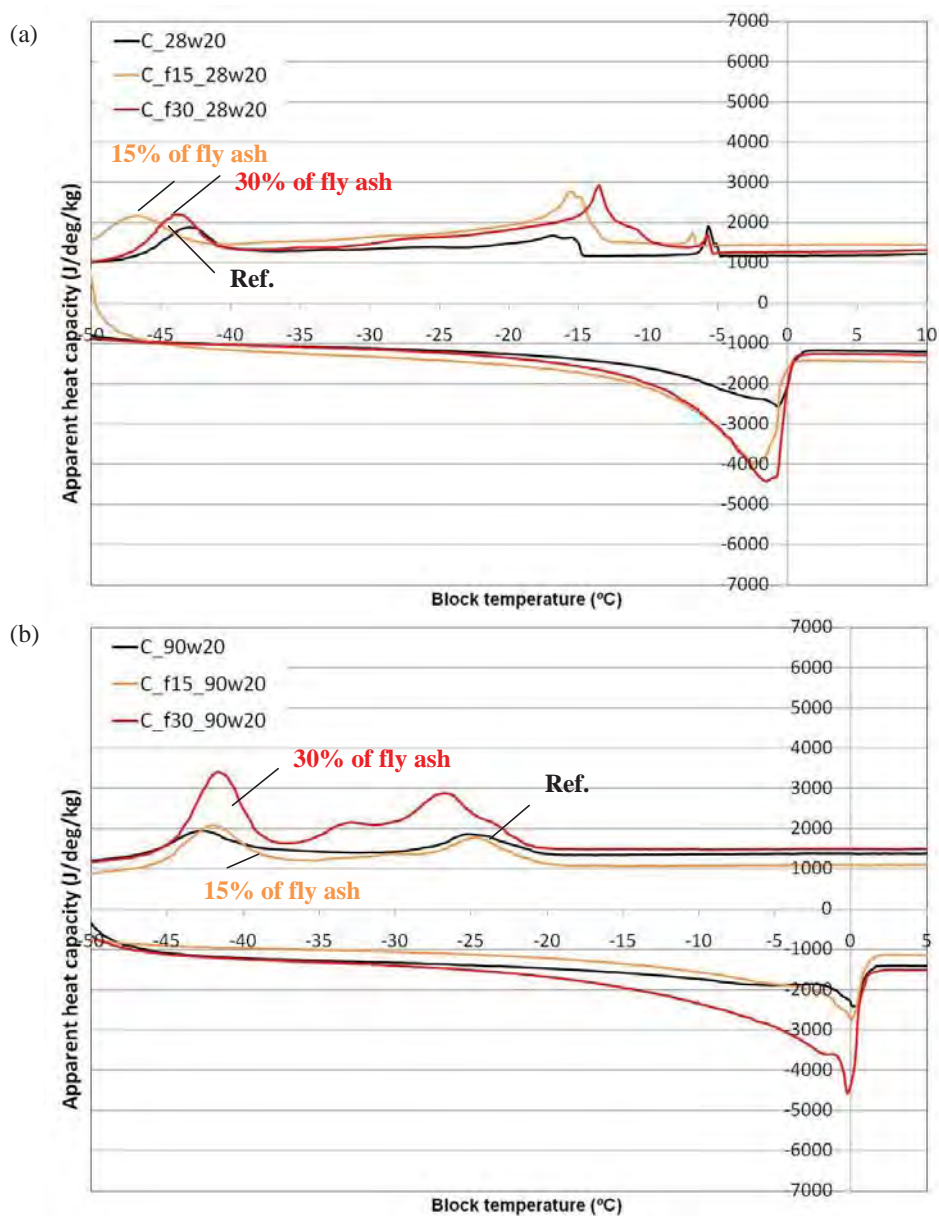 (a)
C_28w20
C_f15_28w20
C_f30_28w20
15% of fly ash
30% of fly ash
Ref.
7000
6000
5000
4000
3000
2000
1000
0
-1000
-2000
-3000
-4000
-5000
-6000
-7000
-50 -45 -40 -35 -30 -25 -20 -15 -10 -5 0 5 10
Apparent heat capacity (J/deg/kg)
Block temperature (ºC)
(b)
C_90w20
C_f15_90w20
C_f30_90w20
30% of fly ash
Ref.
15% of fly ash
7000
6000
5000
4000
3000
2000
1000
0
-1000
-2000
-3000
-4000
-5000
-6000
-7000
-50 -45 -40 -35 -30 -25 -20 -15 -10 -5 0 5
Apparent heat capacity (J/deg/kg)
Block temperature (ºC)